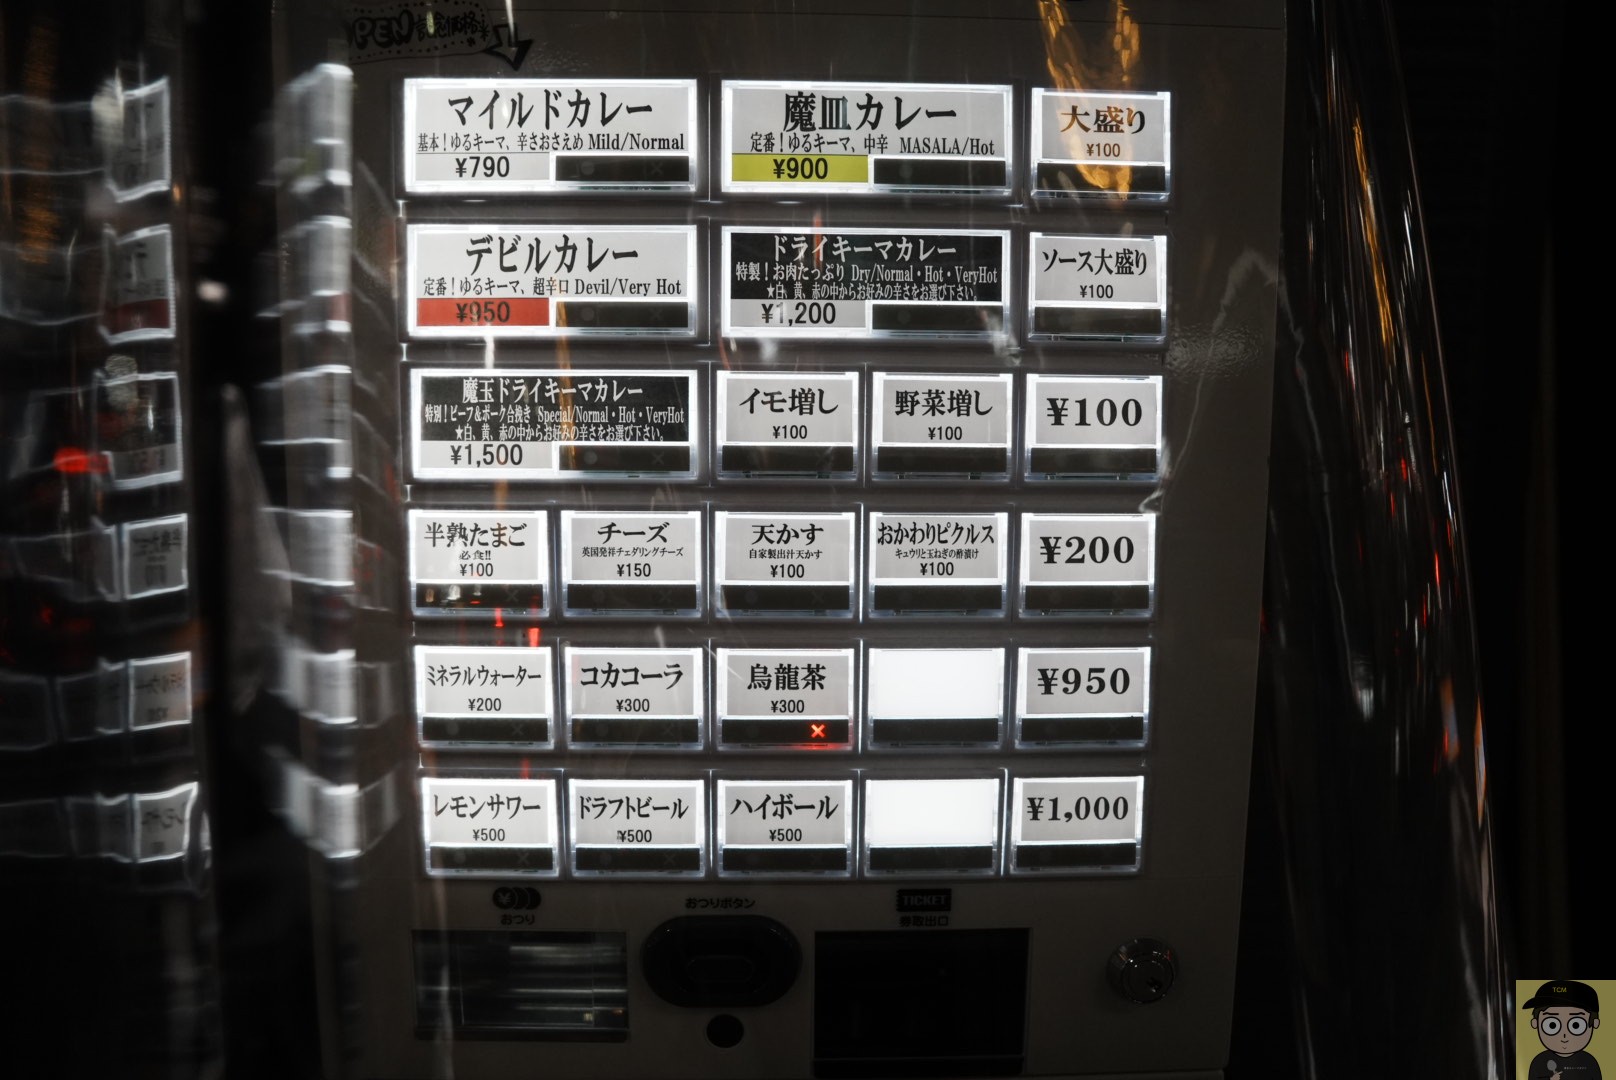 OPEN記念価格
マイルドカレー
基本！ゆるキーマ、辛さおさえめ Mild/Normal
¥790
魔皿カレー
定番！ゆるキーマ、中辛 MASALA/Hot
¥900
大盛り
¥100
デビルカレー
定番！ゆるキーマ、超辛口 Devil/Very Hot
¥950
ドライキーマカレー
特製！お肉たっぷり Dry/Normal・Hot・VeryHot
★白、黄、赤の中からお好みの辛さをお選び下さい。
¥1,200
ソース大盛り
¥100
魔玉ドライキーマカレー
特別！ビーフ&ポーク合挽き Special/Normal・Hot・VeryHot
★白、黄、赤の中からお好みの辛さをお選び下さい。
¥1,500
イモ増し
¥100
野菜増し
¥100
¥100
半熟たまご
必食!!
¥100
チーズ
英国発祥チェダリングチーズ
¥150
天かす
自家製出汁天かす
¥100
おかわりピクルス
キュウリと玉ねぎの酢漬け
¥100
¥200
ミネラルウォーター
¥200
コカコーラ
¥300
烏龍茶
¥300
×
¥950
レモンサワー
¥500
ドラフトビール
¥500
ハイボール
¥500
¥1,000
¥
おつり
おつりボタン
TICKET
券取出口
TCM